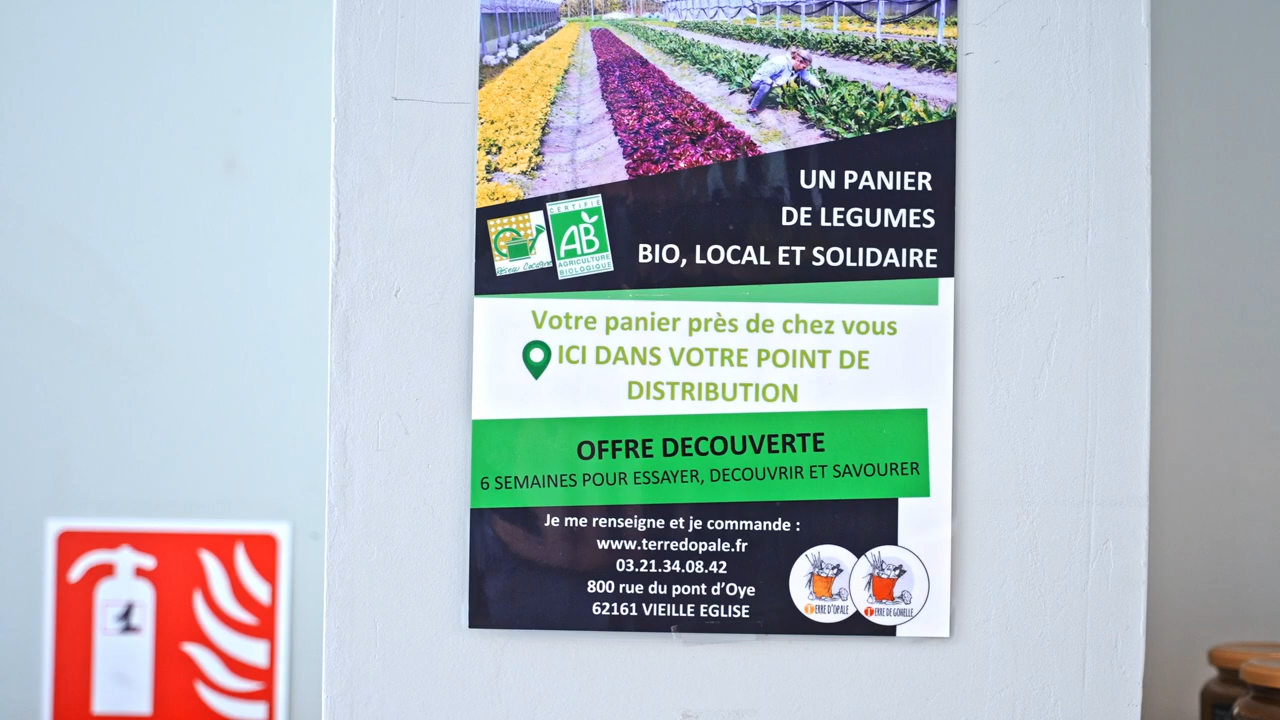 UN PANIER
DE LEGUMES
BIO, LOCAL ET SOLIDAIRE
Réseau Cocagne
CERTIFIÉ
AB
AGRICULTURE
BIOLOGIQUE
Votre panier près de chez vous
ICI DANS VOTRE POINT DE
DISTRIBUTION
OFFRE DECOUVERTE
6 SEMAINES POUR ESSAYER, DECOUVRIR ET SAVOURER
Je me renseigne et je commande :
www.terredopale.fr
03.21.34.08.42
800 rue du pont d’Oye
62161 VIEILLE EGLISE
TERRE D'OPALE
TERRE DE GOHELLE